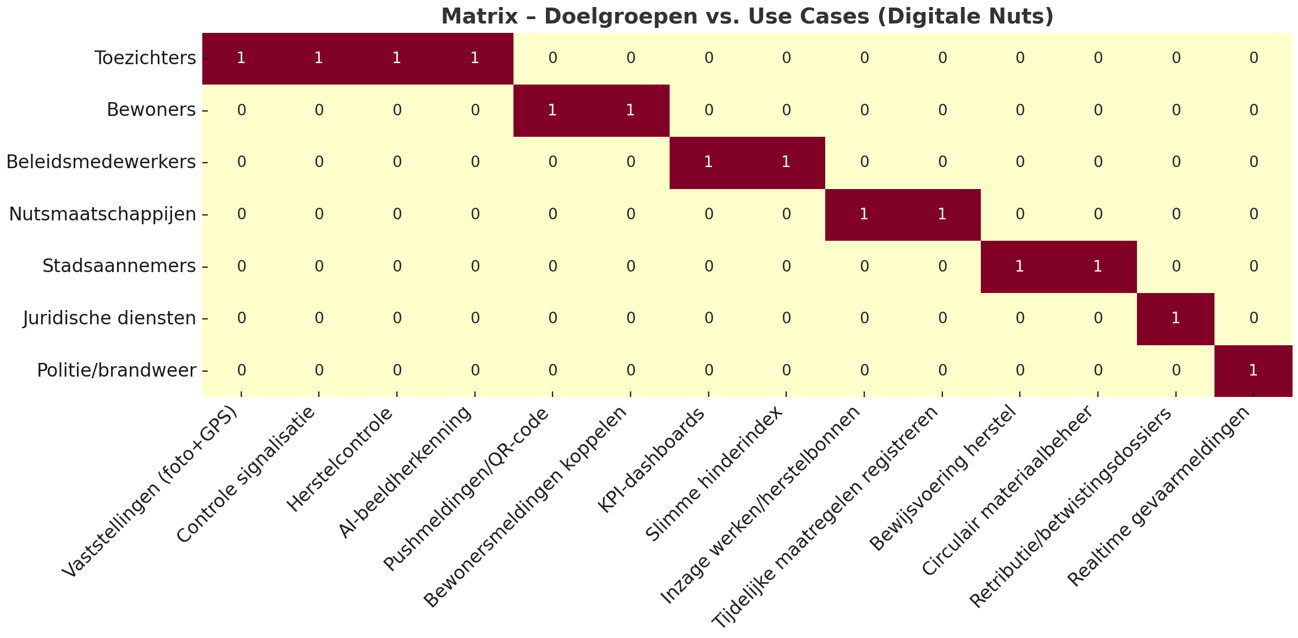 Matrix – Doelgroepen vs. Use Cases (Digitale Nuts)
Toezichters 1 1 1 1 0 0 0 0 0 0 0 0 0 0
Bewoners 0 0 0 0 1 1 0 0 0 0 0 0 0 0
Beleidsmedewerkers 0 0 0 0 0 0 1 1 0 0 0 0 0 0
Nutsmaatschappijen 0 0 0 0 0 0 0 0 1 1 0 0 0 0
Stadsaannemers 0 0 0 0 0 0 0 0 0 0 1 1 0 0
Juridische diensten 0 0 0 0 0 0 0 0 0 0 0 0 1 0
Politie/brandweer 0 0 0 0 0 0 0 0 0 0 0 0 0 1
Vaststellingen (foto+GPS)
Controle signalisatie
Herstelcontrole
AI-beeldherkenning
Pushmeldingen/QR-code
Bewonersmeldingen koppelen
KPI-dashboards
Slimme hinderindex
Inzage werken/herstelbonnen
Tijdelijke maatregelen registreren
Bewijsvoering herstel
Circulair materiaalbeheer
Retributie/betwistingsdossiers
Realtime gevaarmeldingen